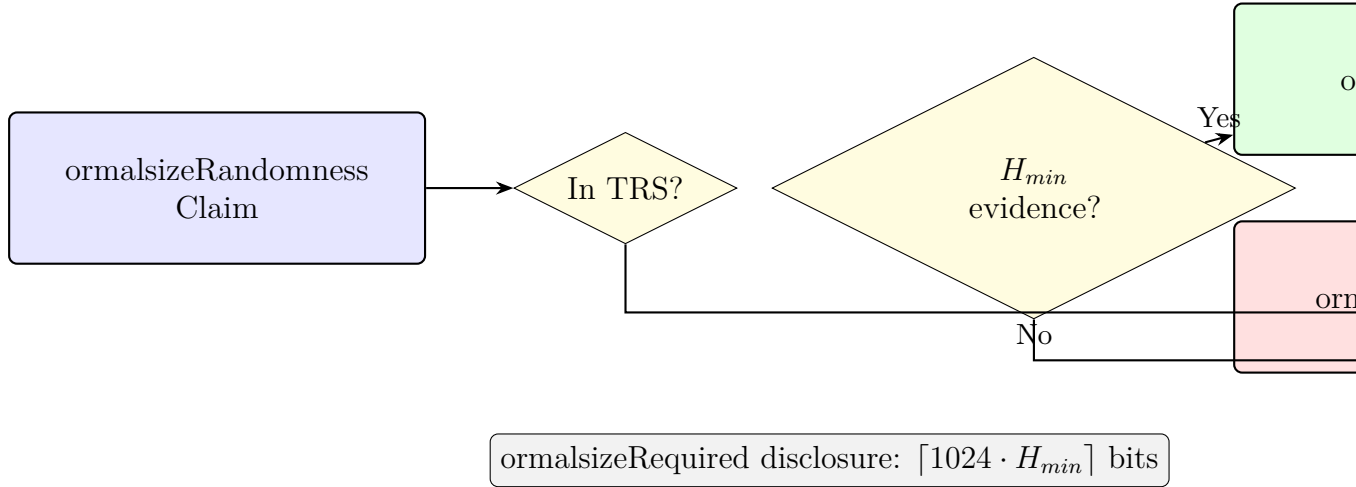 ormalsizeRandomness
Claim
In TRS?
H_min
evidence?
Yes
No
ormalsizeRequired disclosure: ⌈1024 · H_min⌉ bits